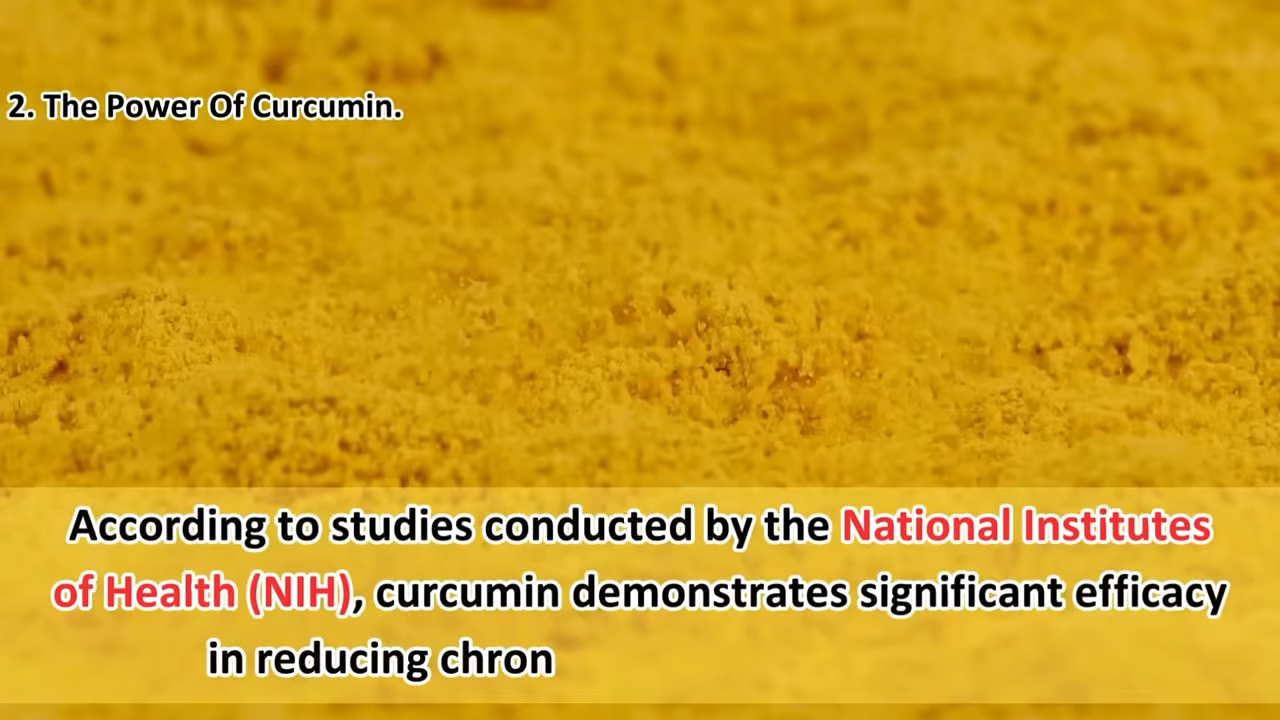 2. The Power Of Curcumin.
According to studies conducted by the National Institutes
of Health (NIH), curcumin demonstrates significant efficacy
in reducing chron